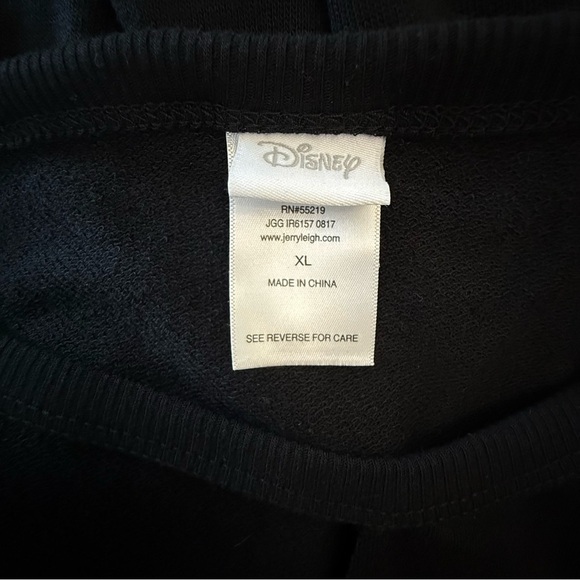 Disney
RN#55219
JGG IR6157 0817
www.jerryleigh.com
XL
MADE IN CHINA
SEE REVERSE FOR CARE